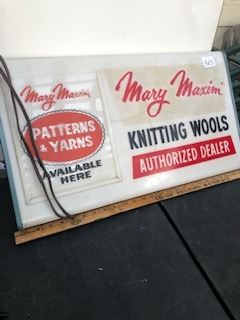 Mary Maxim
PATTERNS
& YARNS
AVAILABLE
HERE
Mary Maxim
KNITTING WOOLS
AUTHORIZED DEALER